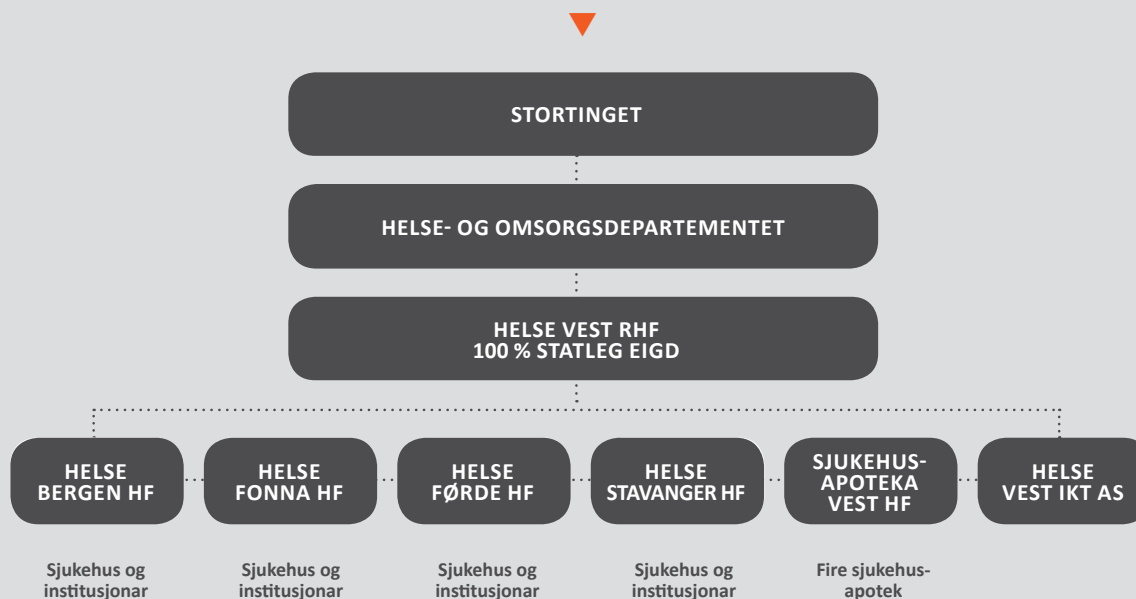 STORTINGET
HELSE- OG OMSORGSDEPARTEMENTET
HELSE VEST RHF
100 % STATLEG EIGD
HELSE
BERGEN HF
HELSE
FONNA HF
HELSE
FØRDE HF
HELSE
STAVANGER HF
SJUKEHUS-
APOTEKA
VEST HF
HELSE
VEST IKT AS
Sjukehus og
institusjonar
Sjukehus og
institusjonar
Sjukehus og
institusjonar
Sjukehus og
institusjonar
Fire sjukehus-
apotek